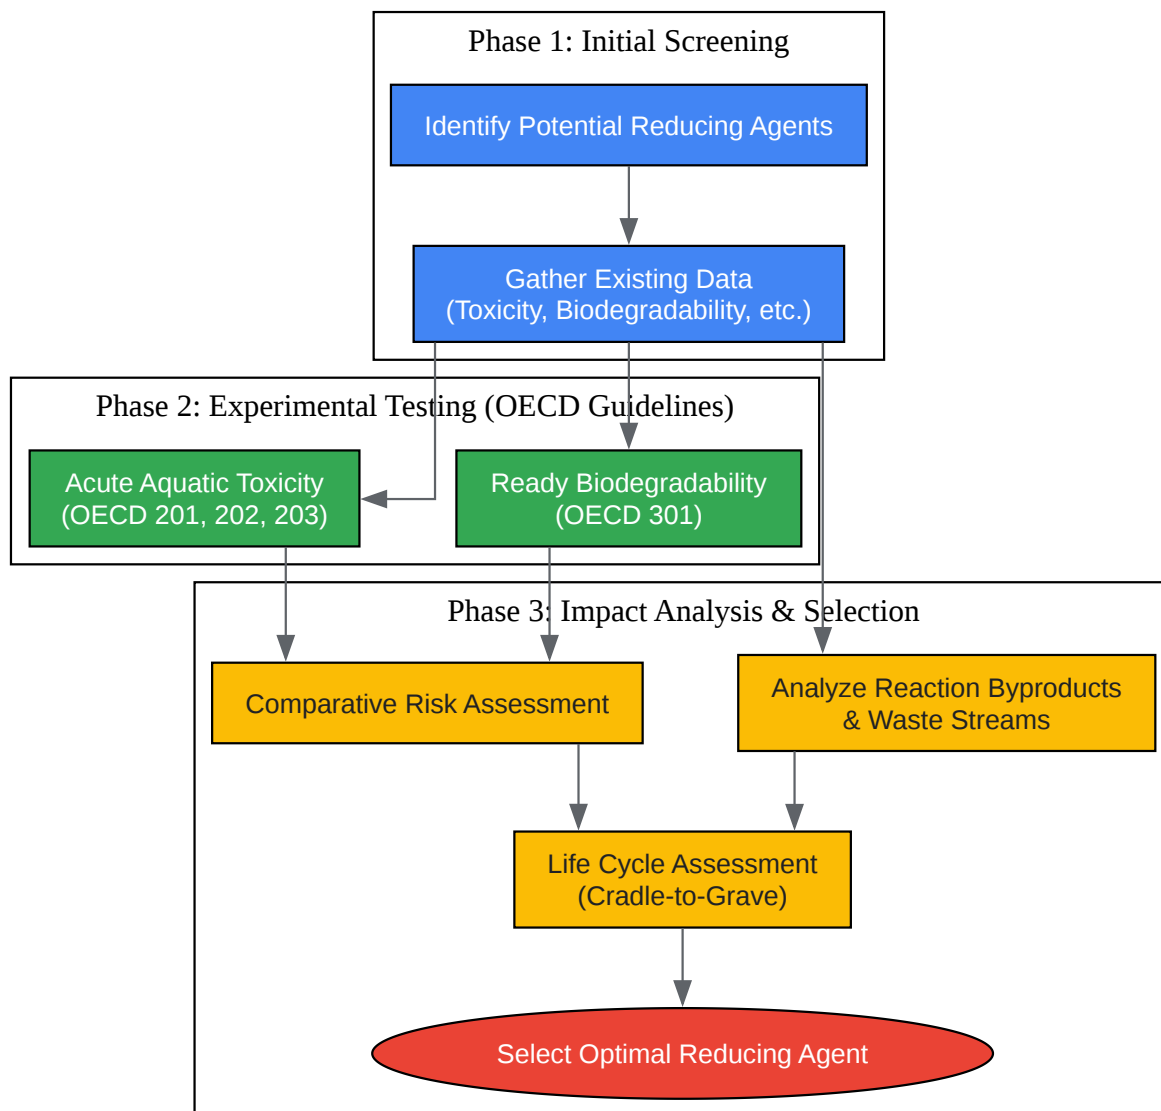 Phase 1: Initial Screening
Identify Potential Reducing Agents
Gather Existing Data
(Toxicity, Biodegradability, etc.)
Phase 2: Experimental Testing (OECD Guidelines)
Acute Aquatic Toxicity
(OECD 201, 202, 203)
Ready Biodegradability
(OECD 301)
Phase 3: Impact Analysis & Selection
Comparative Risk Assessment
Analyze Reaction Byproducts
& Waste Streams
Life Cycle Assessment
(Cradle-to-Grave)
Select Optimal Reducing Agent